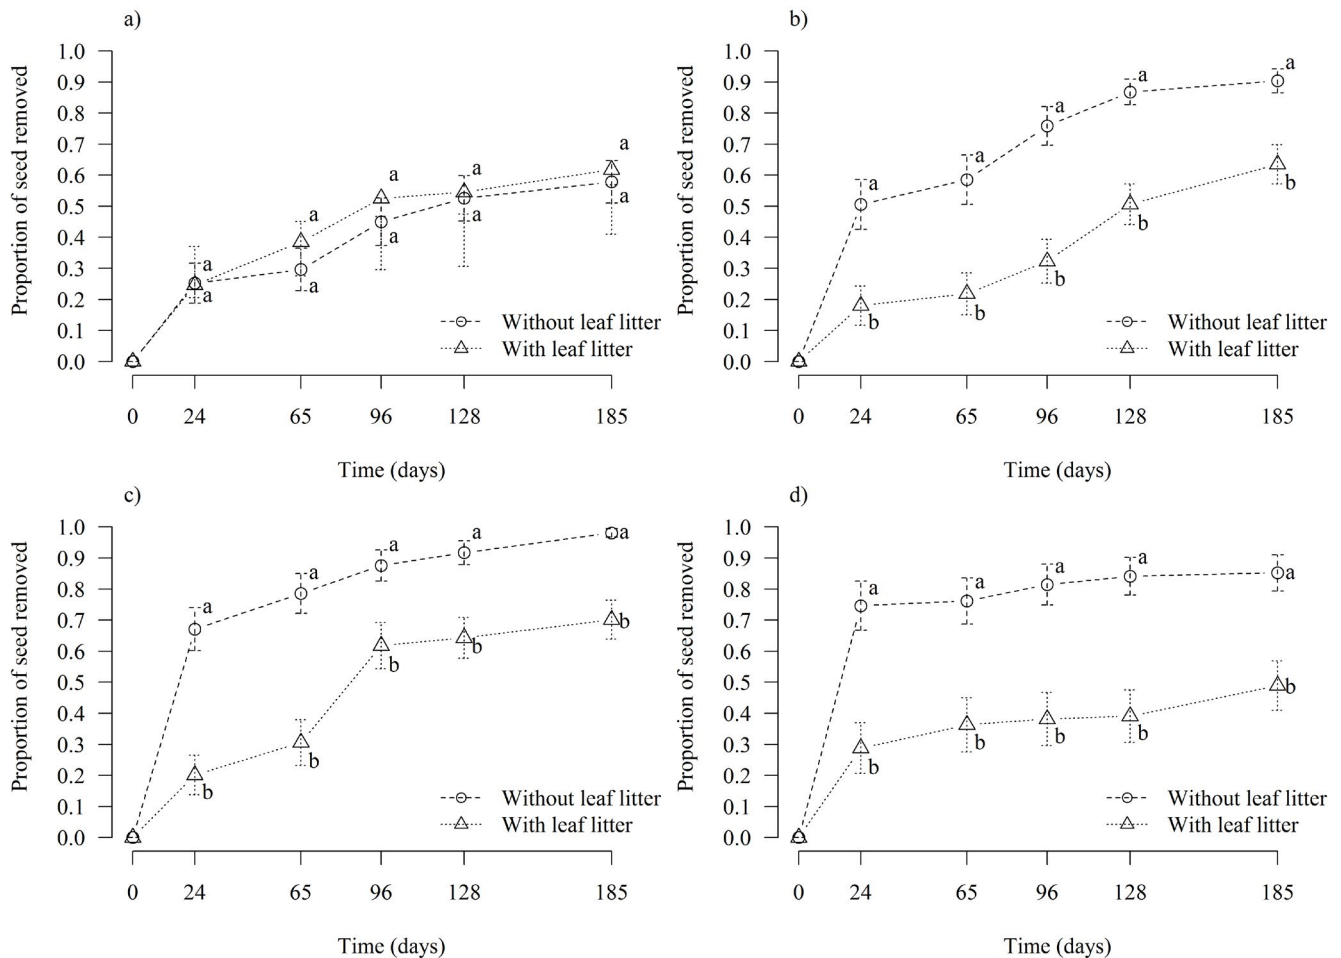 a)
Proportion of seed removed
1.0
0.9
0.8
0.7
0.6
0.5
0.4
0.3
0.2
0.1
0.0
a
a
a
a
a
a
a
a
a
a
Without leaf litter
With leaf litter
0 24 65 96 128 185
Time (days)
b)
Proportion of seed removed
1.0
0.9
0.8
0.7
0.6
0.5
0.4
0.3
0.2
0.1
0.0
a
a
a
a
a
b
b
b
b
b
Without leaf litter
With leaf litter
0 24 65 96 128 185
Time (days)
c)
Proportion of seed removed
1.0
0.9
0.8
0.7
0.6
0.5
0.4
0.3
0.2
0.1
0.0
a
a
a
a
a
b
b
b
b
b
Without leaf litter
With leaf litter
0 24 65 96 128 185
Time (days)
d)
Proportion of seed removed
1.0
0.9
0.8
0.7
0.6
0.5
0.4
0.3
0.2
0.1
0.0
a
a
a
a
a
b
b
b
b
b
Without leaf litter
With leaf litter
0 24 65 96 128 185
Time (days)